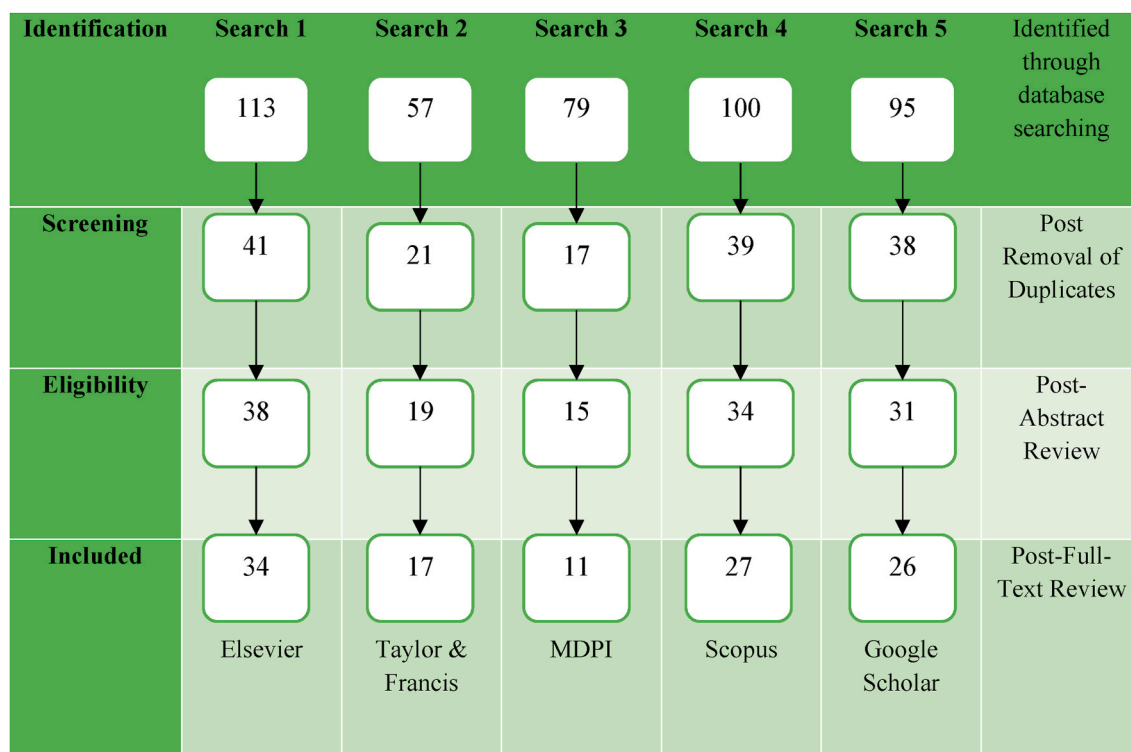 Identification Search 1 Search 2 Search 3 Search 4 Search 5 Identified
through
database
searching
113 57 79 100 95
Screening Post
Removal of
Duplicates
41 21 17 39 38
Eligibility Post-
Abstract
Review
38 19 15 34 31
Included Post-Full-
Text Review
34 17 11 27 26
Elsevier Taylor & MDPI Scopus Google
Francis Scholar